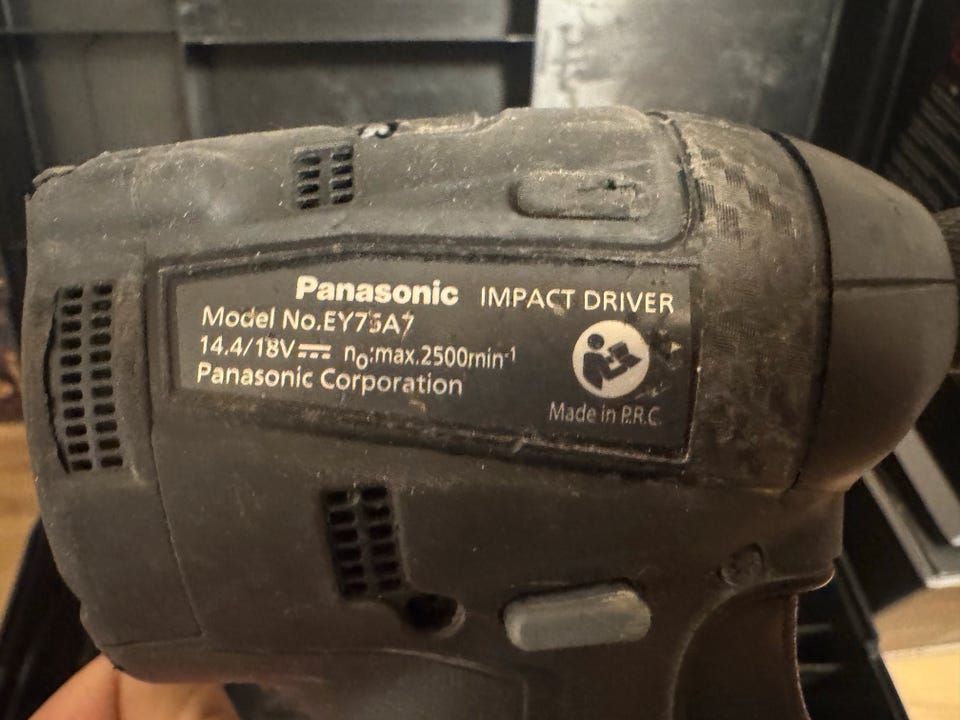 Panasonic IMPACT DRIVER
Model No.EY75A7
14.4/18V⎓ n₀:max.2500min⁻¹
Panasonic Corporation
Made in P.R.C.